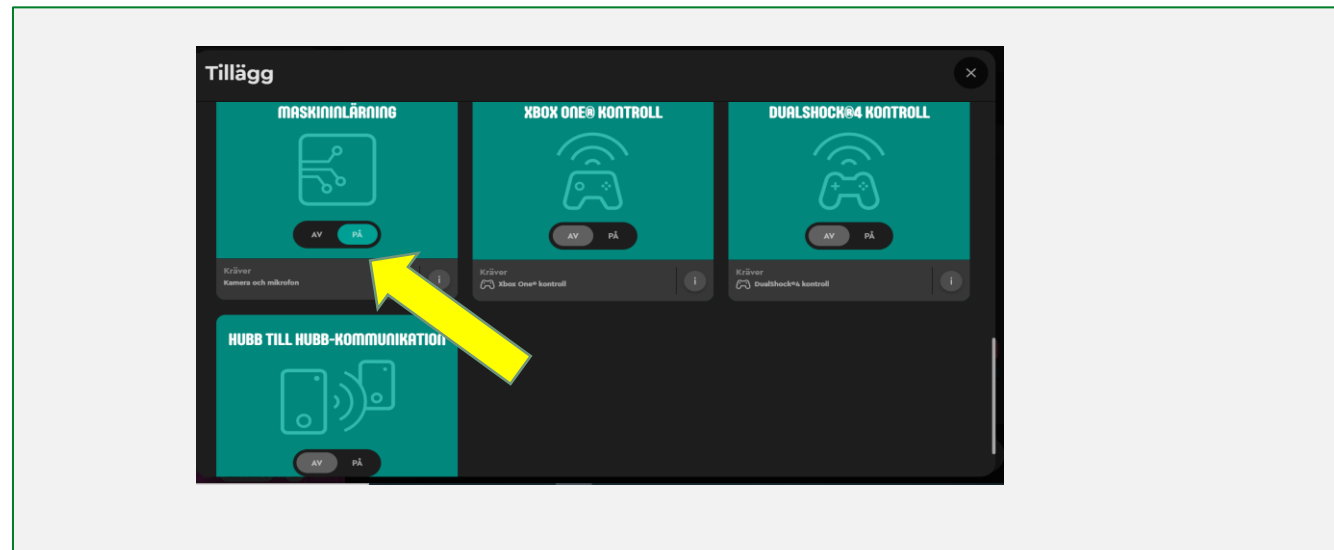 Tillägg
MASKININLÄRNING
AV PÅ
Kräver
Kamera och mikrofon
i
XBOX ONE® KONTROLL
AV PÅ
Kräver
Xbox One® kontroll
i
DUALSHOCK®4 KONTROLL
AV PÅ
Kräver
DualShock®4 kontroll
i
HUBB TILL HUBB-KOMMUNIKATION
AV PÅ